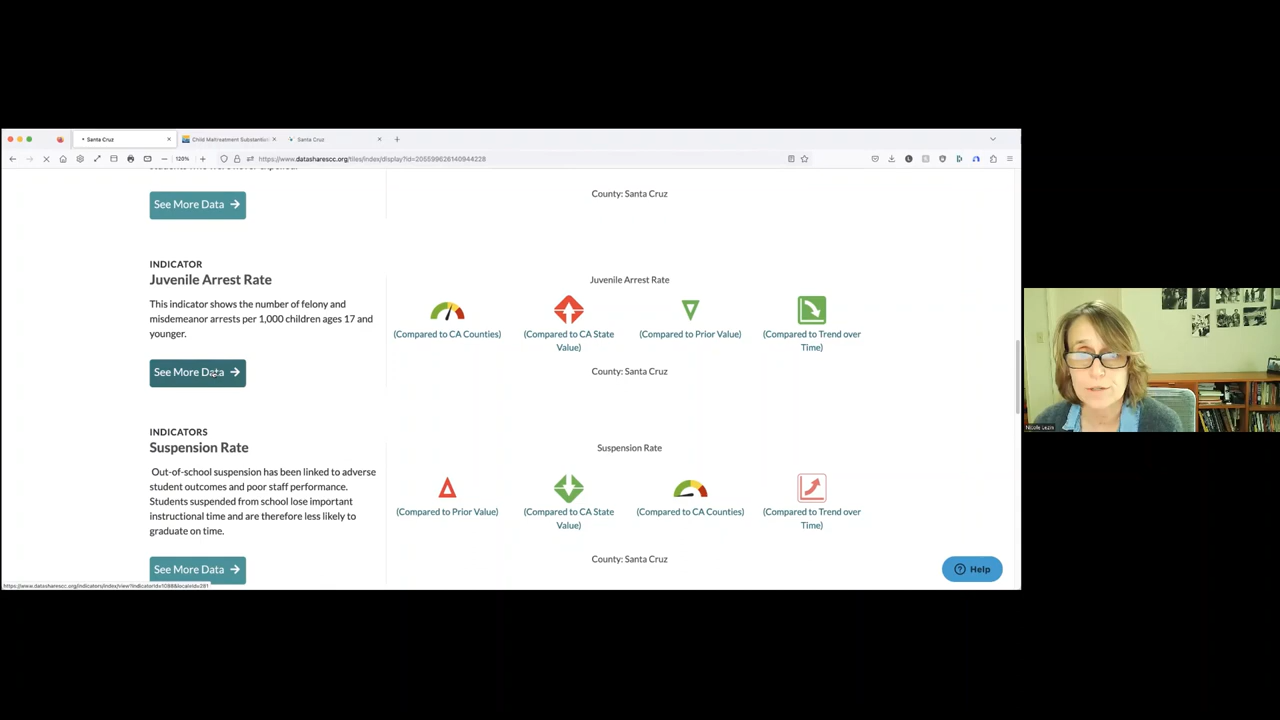 Santa Cruz
Child Maltreatment Substantia
Santa Cruz
120%
https://www.datasharescc.org/tiles/index/display?id=205599626140944228
See More Data →
County: Santa Cruz
INDICATOR
Juvenile Arrest Rate
This indicator shows the number of felony and
misdemeanor arrests per 1,000 children ages 17 and
younger.
See More Data →
Juvenile Arrest Rate
(Compared to CA Counties)
(Compared to CA State
Value)
(Compared to Prior Value)
(Compared to Trend over
Time)
County: Santa Cruz
INDICATORS
Suspension Rate
Out-of-school suspension has been linked to adverse
student outcomes and poor staff performance.
Students suspended from school lose important
instructional time and are therefore less likely to
graduate on time.
See More Data →
Suspension Rate
(Compared to Prior Value)
(Compared to CA State
Value)
(Compared to CA Counties)
(Compared to Trend over
Time)
County: Santa Cruz
Help
Nicole Lezin